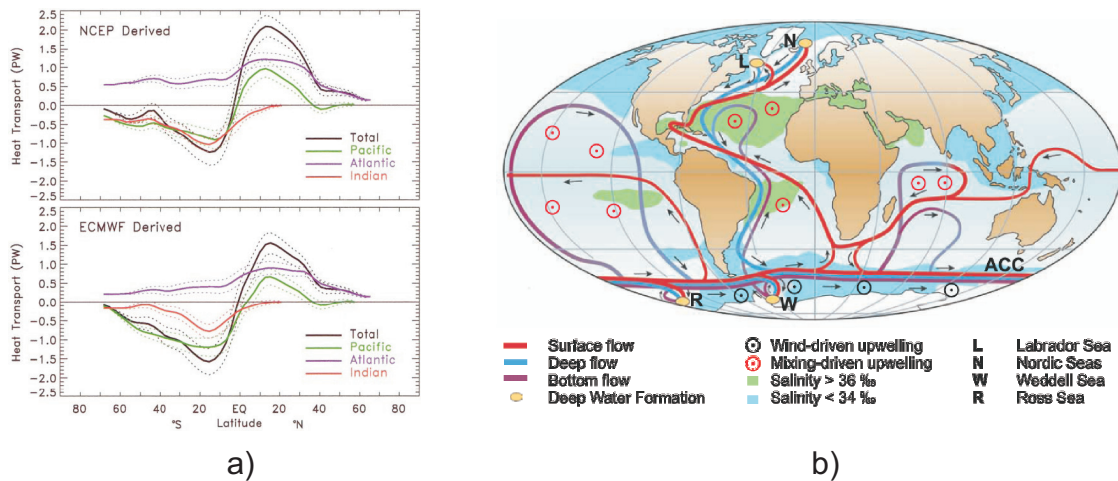 NCEP Derived
Heat Transport (PW)
2.5
2.0
1.5
1.0
0.5
0.0
-0.5
-1.0
-1.5
-2.0
-2.5
Total
Pacific
Atlantic
Indian
ECMWF Derived
Heat Transport (PW)
2.5
2.0
1.5
1.0
0.5
0.0
-0.5
-1.0
-1.5
-2.0
-2.5
Total
Pacific
Atlantic
Indian
80 60 40 20 EQ 20 40 60 80
°S Latitude °N
a)
N
L
ACC
R
W
Surface flow
Deep flow
Bottom flow
Deep Water Formation
Wind-driven upwelling
Mixing-driven upwelling
Salinity > 36 ‰
Salinity < 34 ‰
L Labrador Sea
N Nordic Seas
W Weddell Sea
R Ross Sea
b)